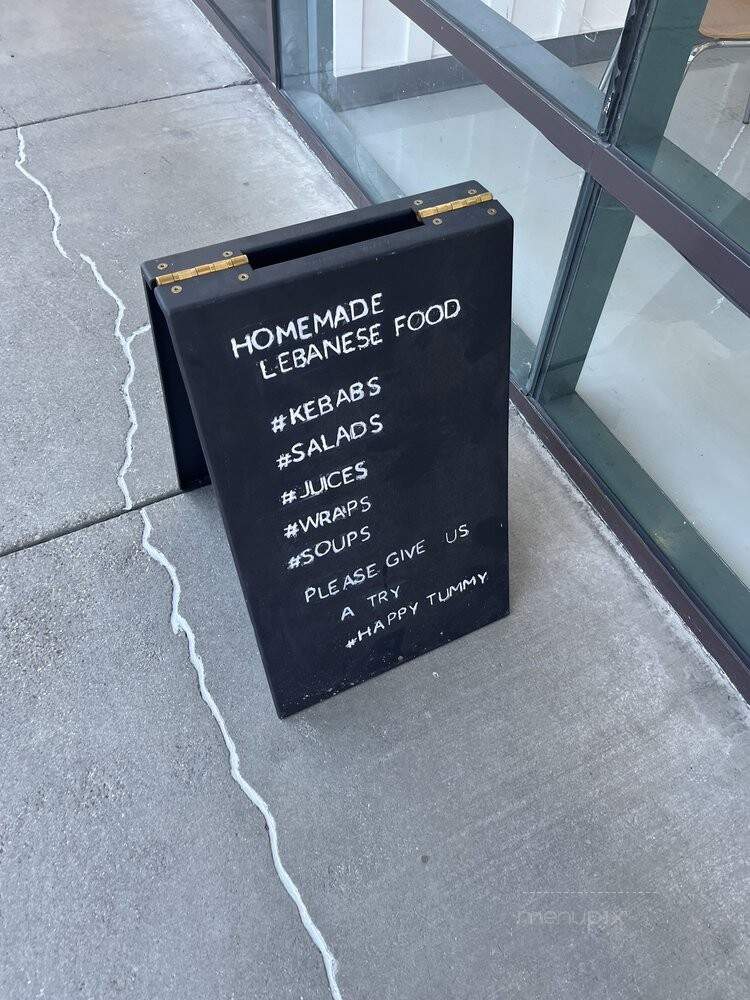 HOMEMADE
LEBANESE FOOD
#KEBABS
#SALADS
#JUICES
#WRAPS
#SOUPS
PLEASE GIVE US
A TRY
#HAPPY TUMMY
menupix